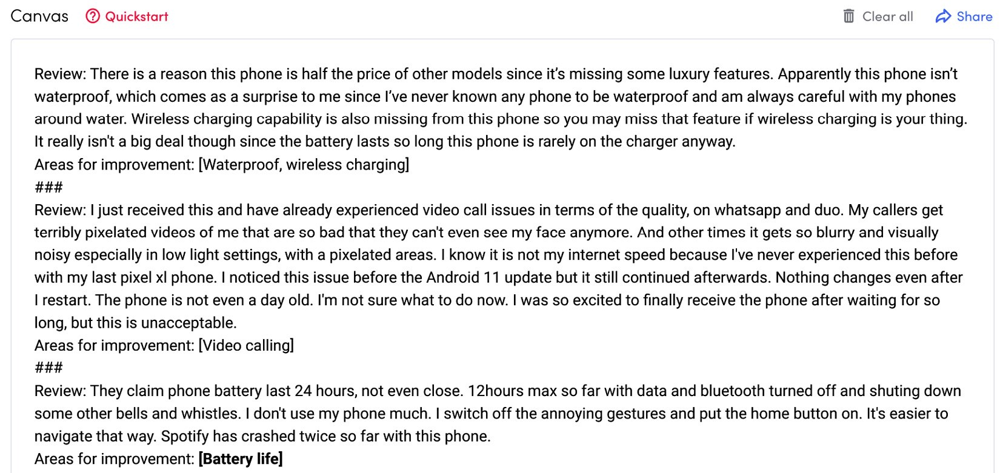 Canvas Quickstart Clear all Share
Review: There is a reason this phone is half the price of other models since it’s missing some luxury features. Apparently this phone isn’t
waterproof, which comes as a surprise to me since I’ve never known any phone to be waterproof and am always careful with my phones
around water. Wireless charging capability is also missing from this phone so you may miss that feature if wireless charging is your thing.
It really isn't a big deal though since the battery lasts so long this phone is rarely on the charger anyway.
Areas for improvement: [Waterproof, wireless charging]
###
Review: I just received this and have already experienced video call issues in terms of the quality, on whatsapp and duo. My callers get
terribly pixelated videos of me that are so bad that they can't even see my face anymore. And other times it gets so blurry and visually
noisy especially in low light settings, with a pixelated areas. I know it is not my internet speed because I've never experienced this before
with my last pixel xl phone. I noticed this issue before the Android 11 update but it still continued afterwards. Nothing changes even after
I restart. The phone is not even a day old. I'm not sure what to do now. I was so excited to finally receive the phone after waiting for so
long, but this is unacceptable.
Areas for improvement: [Video calling]
###
Review: They claim phone battery last 24 hours, not even close. 12hours max so far with data and bluetooth turned off and shuting down
some other bells and whistles. I don't use my phone much. I switch off the annoying gestures and put the home button on. It's easier to
navigate that way. Spotify has crashed twice so far with this phone.
Areas for improvement: [Battery life]